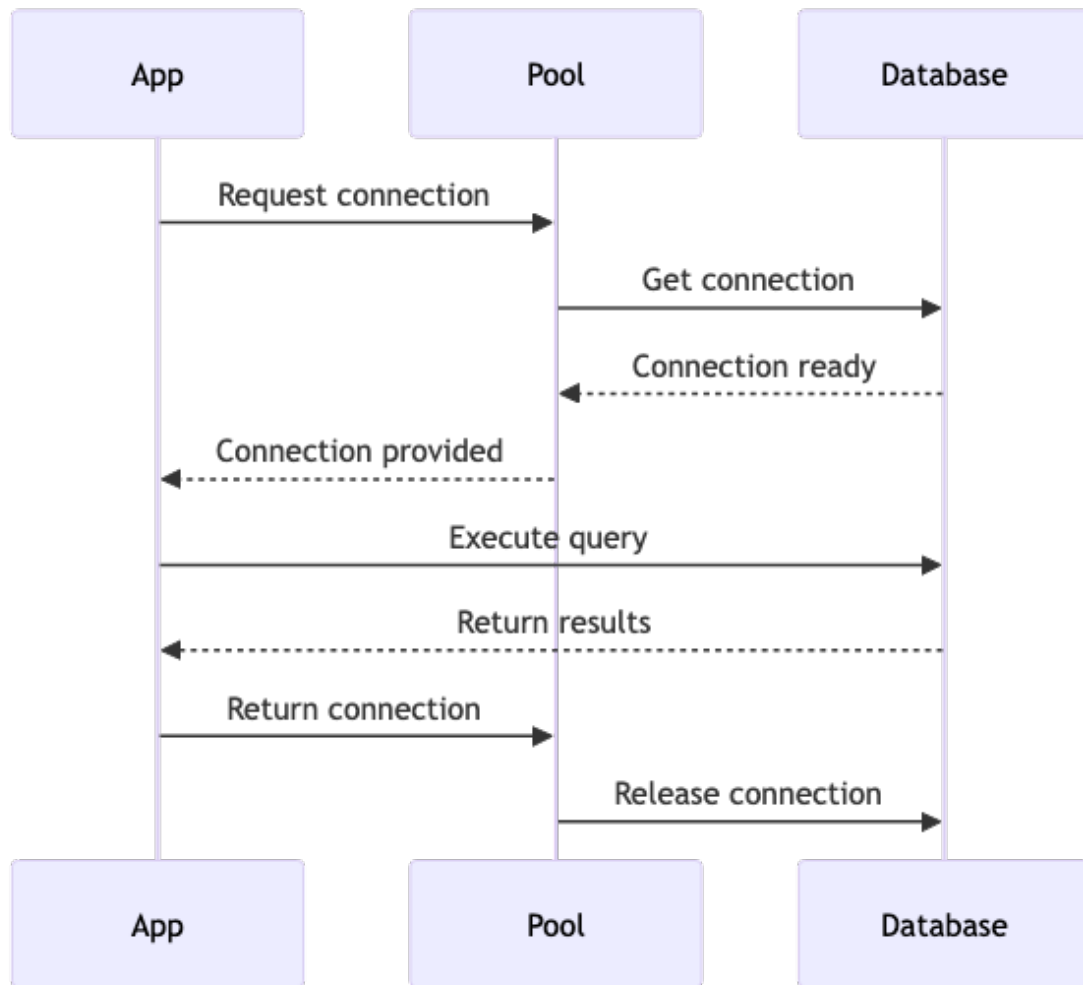 App
Pool
Database
Request connection
Get connection
Connection ready
Connection provided
Execute query
Return results
Return connection
Release connection
App
Pool
Database